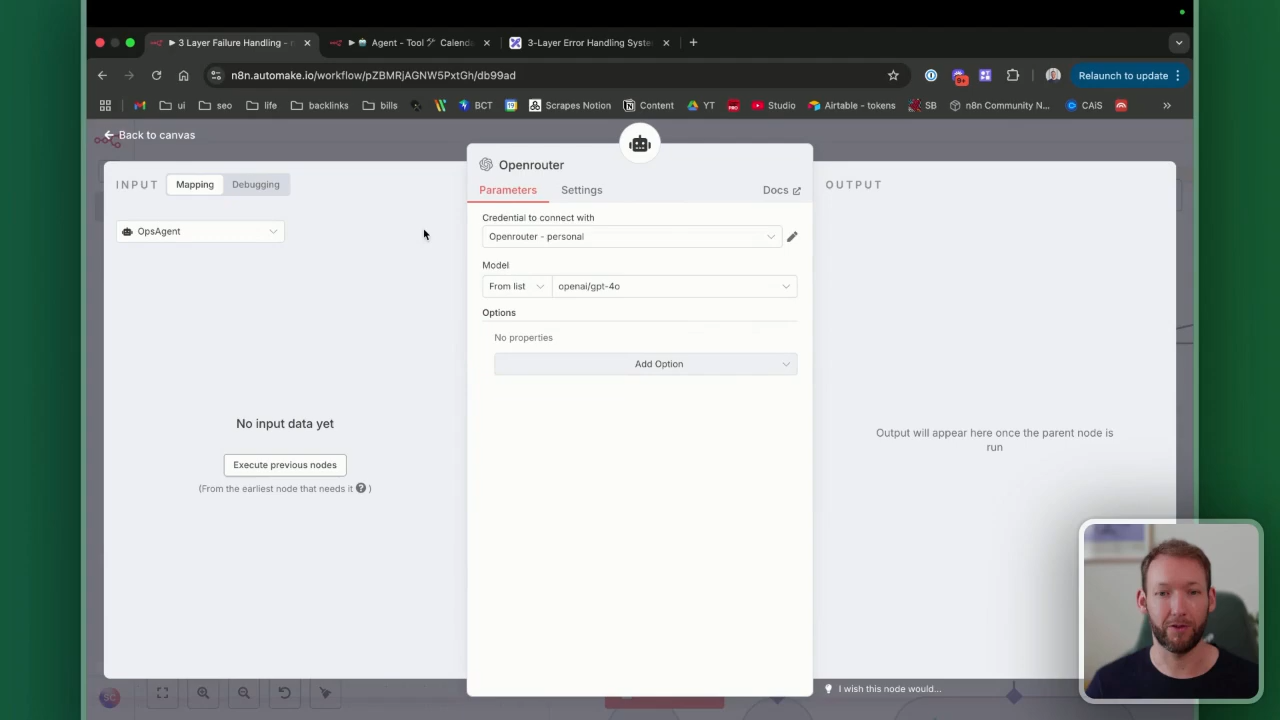 3 Layer Failure Handling - r
Agent - Tool 🛠 Calenda
3-Layer Error Handling Syste
n8n.automake.io/workflow/pZBMRjAGNW5PxtGh/db99ad
9+
Relaunch to update
ui
seo
life
backlinks
bills
BCT
Scrapes Notion
Content
YT
Studio
Airtable - tokens
SB
n8n Community N...
CAiS
Back to canvas
INPUT
Mapping
Debugging
OpsAgent
No input data yet
Execute previous nodes
(From the earliest node that needs it ? )
Openrouter
Parameters
Settings
Docs
Credential to connect with
Openrouter - personal
Model
From list
openai/gpt-4o
Options
No properties
Add Option
OUTPUT
Output will appear here once the parent node is
run
I wish this node would...